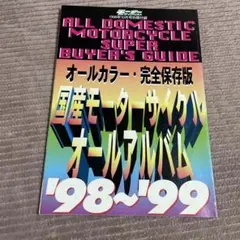 ALL DOMESTIC
MOTORCYCLE
SUPER
BUYER'S GUIDE
オールカラー・完全保存版
国産モーターサイクル
オールアルバム
'98~'99